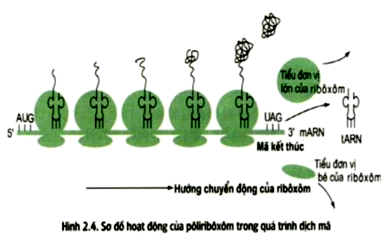 Tiểu đơn vị
lớn của ribôxôm
AUG
UAG
5'
3' mARN
tARN
Mã kết thúc
Tiểu đơn vị
bé của ribôxôm
Hướng chuyển động của ribôxôm
Hình 2.4. Sơ đồ hoạt động của pôliribôxôm trong quá trình dịch mã